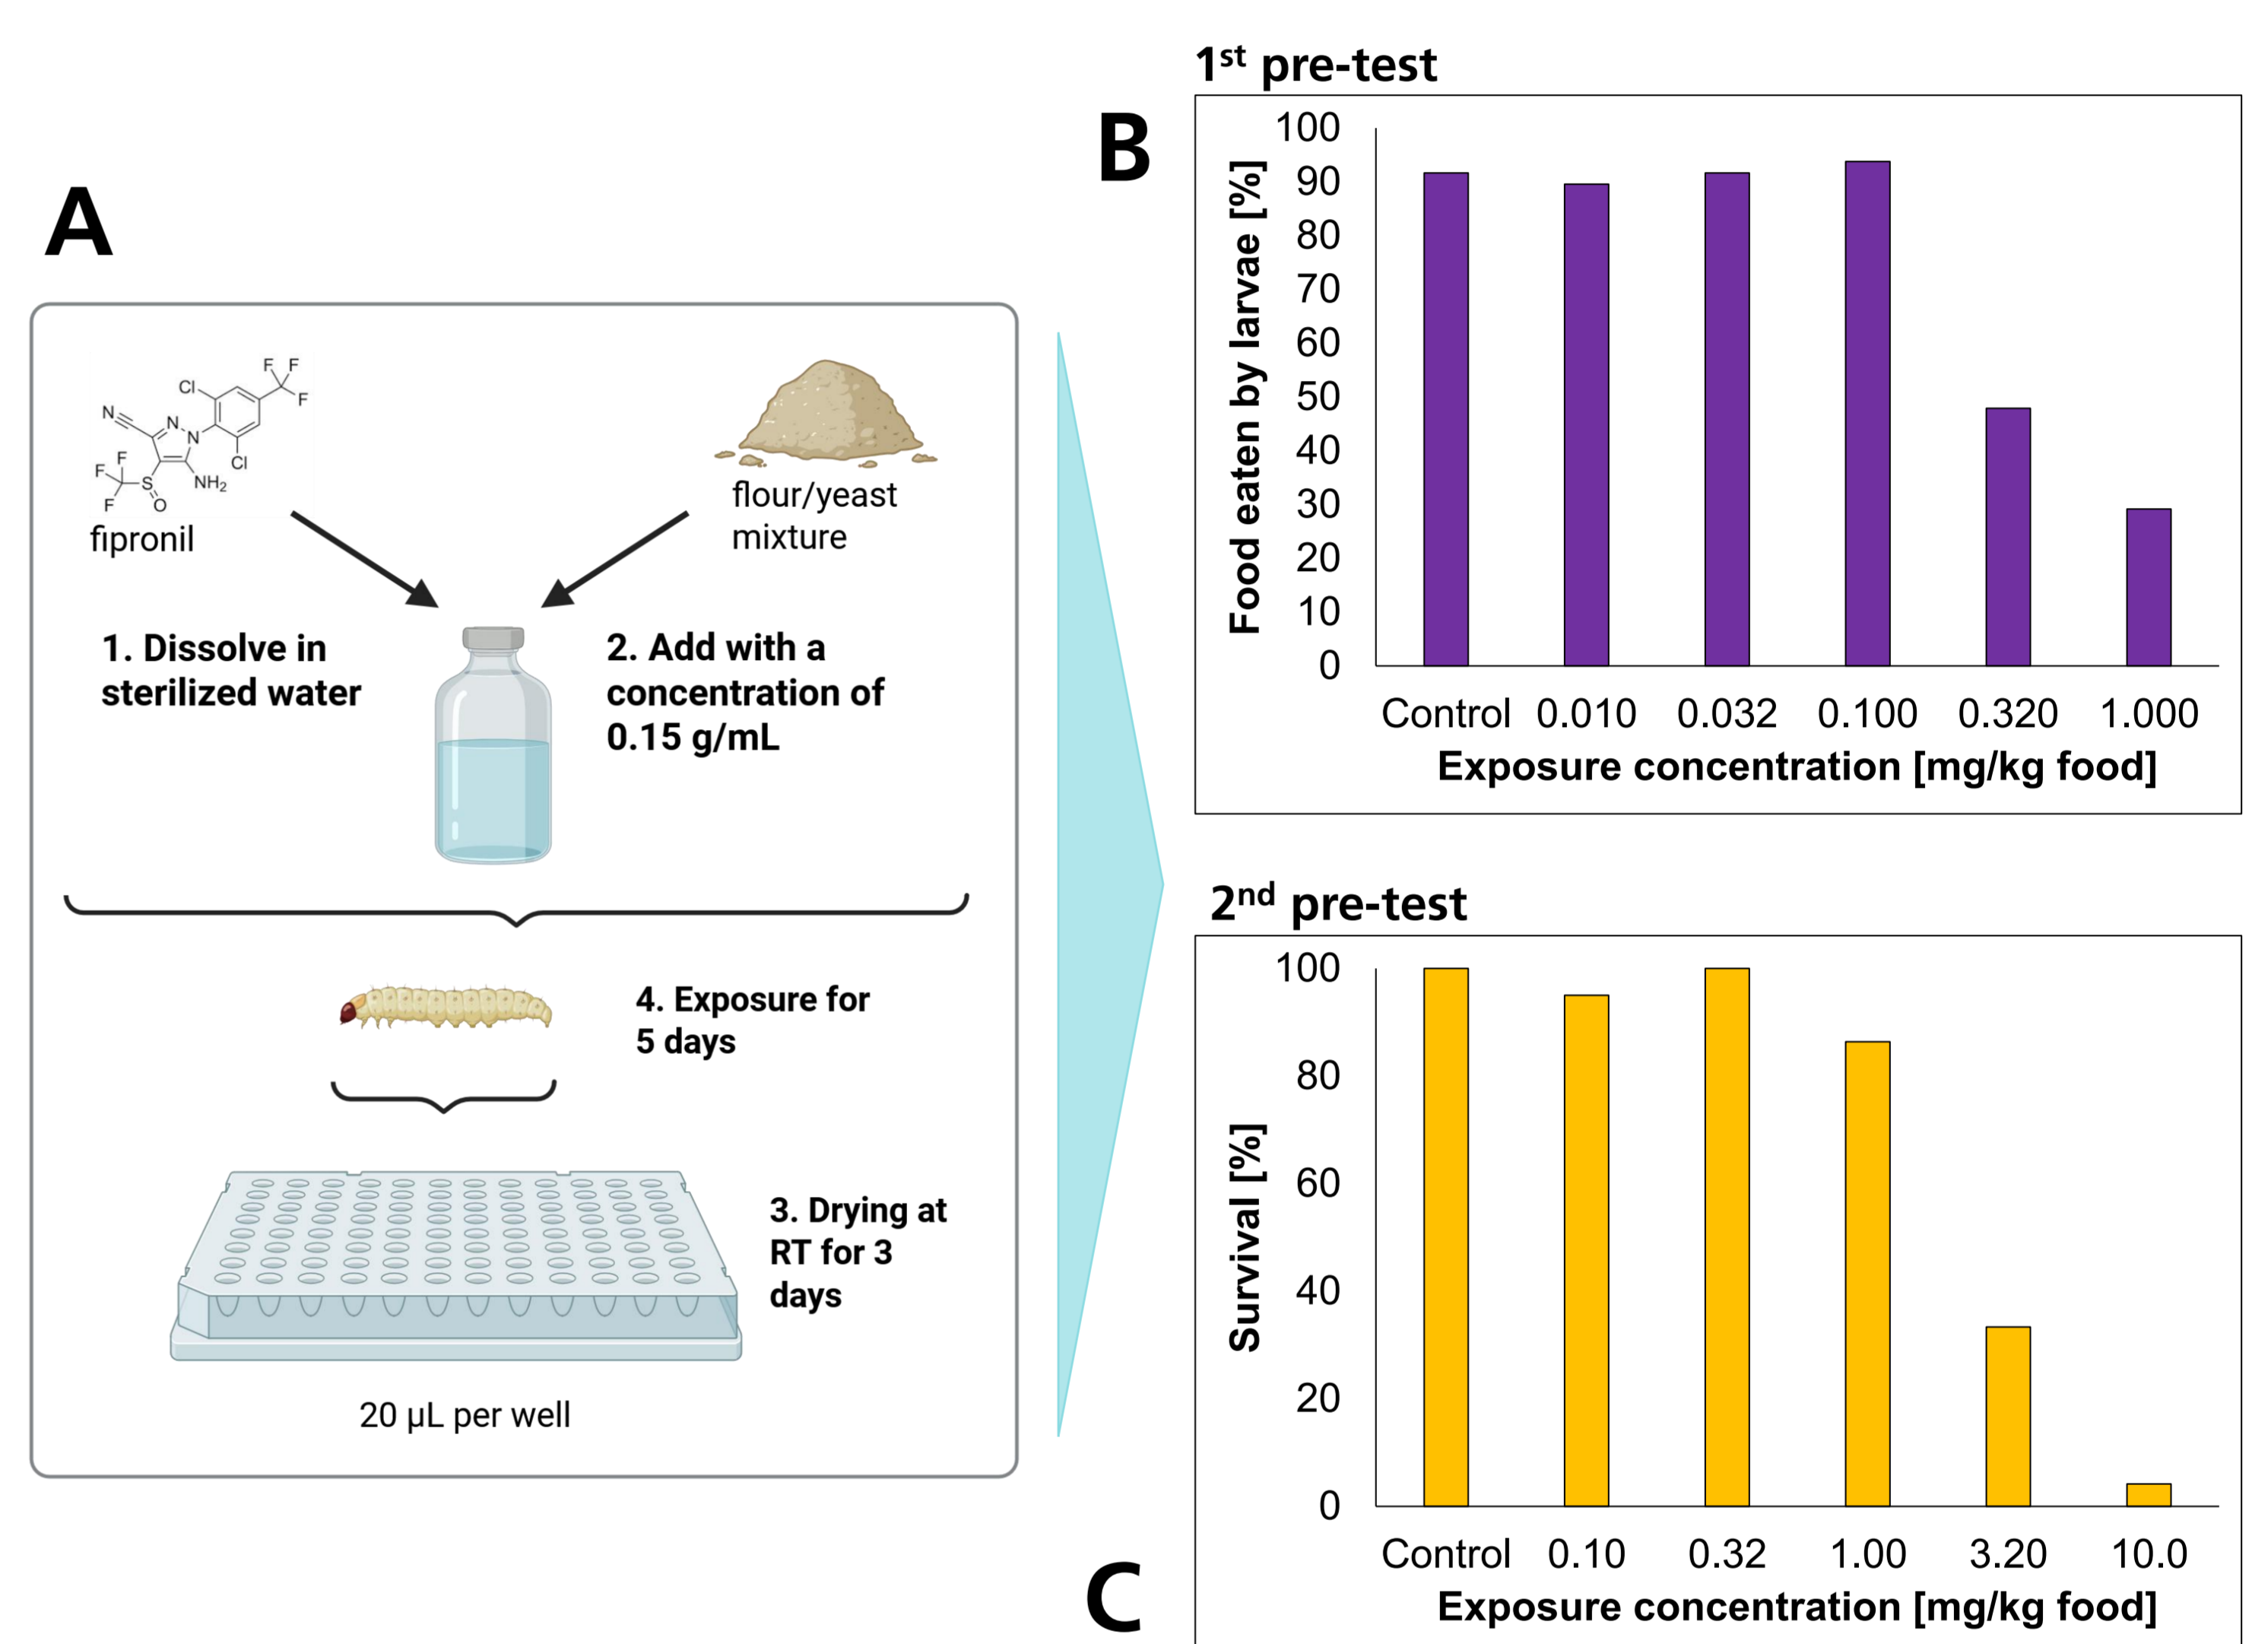 A
N
N
N
Cl
Cl
F F
F
F
F
F
S
O
NH₂
fipronil
flour/yeast
mixture
1. Dissolve in
sterilized water
2. Add with a
concentration of
0.15 g/mL
4. Exposure for
5 days
3. Drying at
RT for 3
days
20 µL per well
B
1st pre-test
Food eaten by larvae [%]
100
90
80
70
60
50
40
30
20
10
0
Control 0.010 0.032 0.100 0.320 1.000
Exposure concentration [mg/kg food]
C
2nd pre-test
Survival [%]
100
80
60
40
20
0
Control 0.10 0.32 1.00 3.20 10.0
Exposure concentration [mg/kg food]